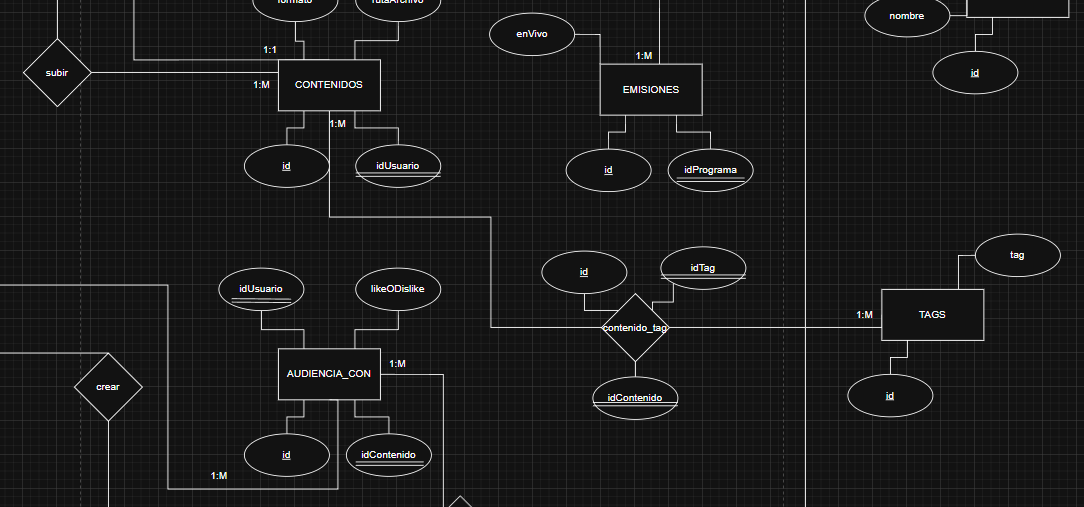 formato
rutaArchivo
enVivo
nombre
1:1
1:M
subir
1:M
CONTENIDOS
EMISIONES
id
1:M
id
idUsuario
id
idPrograma
tag
idUsuario
likeODislike
id
idTag
1:M
TAGS
contenido_tag
1:M
AUDIENCIA_CON
crear
idContenido
id
id
idContenido
1:M